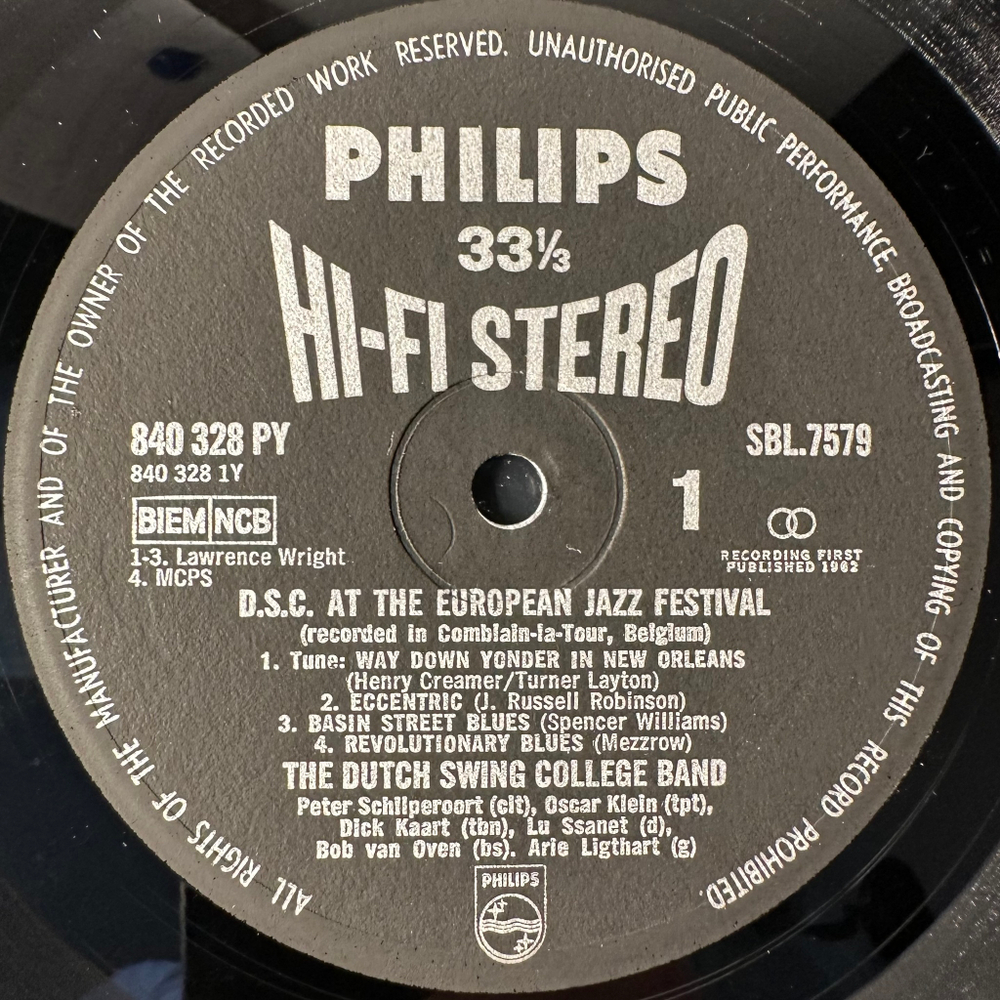 ALL RIGHTS OF THE MANUFACTURER AND OF THE OWNER OF THE RECORDED WORK RESERVED. UNAUTHORISED PUBLIC PERFORMANCE, BROADCASTING AND COPYING OF THIS RECORD PROHIBITED.
PHILIPS
33⅓
HI-FI STEREO
840 328 PY
SBL.7579
840 328 1Y
1
BIEM NCB
1-3. Lawrence Wright
4. MCPS
RECORDING FIRST
PUBLISHED 1962
D.S.C. AT THE EUROPEAN JAZZ FESTIVAL
(recorded in Comblain-la-Tour, Belgium)
1. Tune: WAY DOWN YONDER IN NEW ORLEANS
(Henry Creamer/Turner Layton)
2. ECCENTRIC (J. Russell Robinson)
3. BASIN STREET BLUES (Spencer Williams)
4. REVOLUTIONARY BLUES (Mezzrow)
THE DUTCH SWING COLLEGE BAND
Peter Schilperoort (clt), Oscar Klein (tpt),
Dick Kaart (tbn), Lu Ssanet (d),
Bob van Oven (bs). Arie Ligthart (g)
PHILIPS